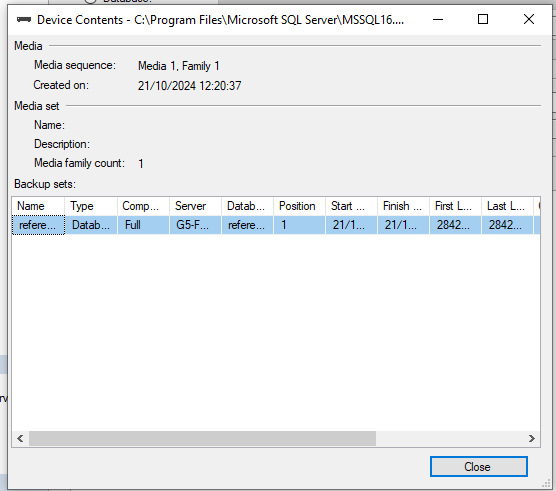 Database:
Device Contents - C:\Program Files\Microsoft SQL Server\MSSQL16....
Media
Media sequence: Media 1, Family 1
Created on: 21/10/2024 12:20:37
Media set
Name:
Description:
Media family count: 1
Backup sets:
Name Type Comp... Server Datab... Position Start ... Finish ... First L... Last L...
refere... Datab... Full G5-F... refere... 1 21/1... 21/1... 2842... 2842...
Close